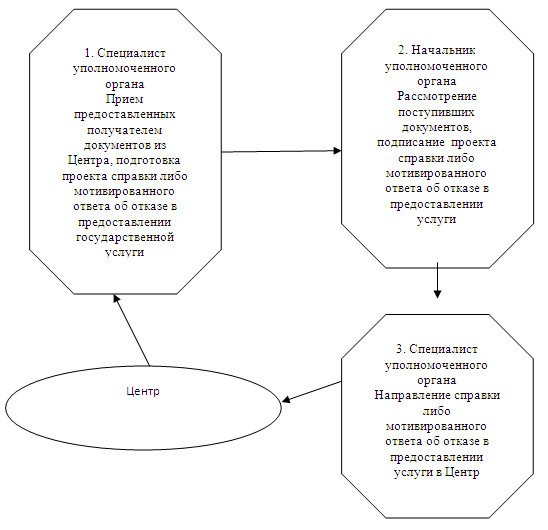 1. Специалист
уполномоченного
органа
Прием
предоставленных
получателем
документов из
Центра, подготовка
проекта справки либо
мотивированного
ответа об отказе в
предоставлении
государственной
услуги
2. Начальник
уполномоченного
органа
Рассмотрение
поступивших
документов,
подписание проекта
справки либо
мотивированного
ответа об отказе в
предоставлении
услуги
3. Специалист
уполномоченного
органа
Направление справки
либо
мотивированного
ответа об отказе в
предоставлении
услуги в Центр
Центр